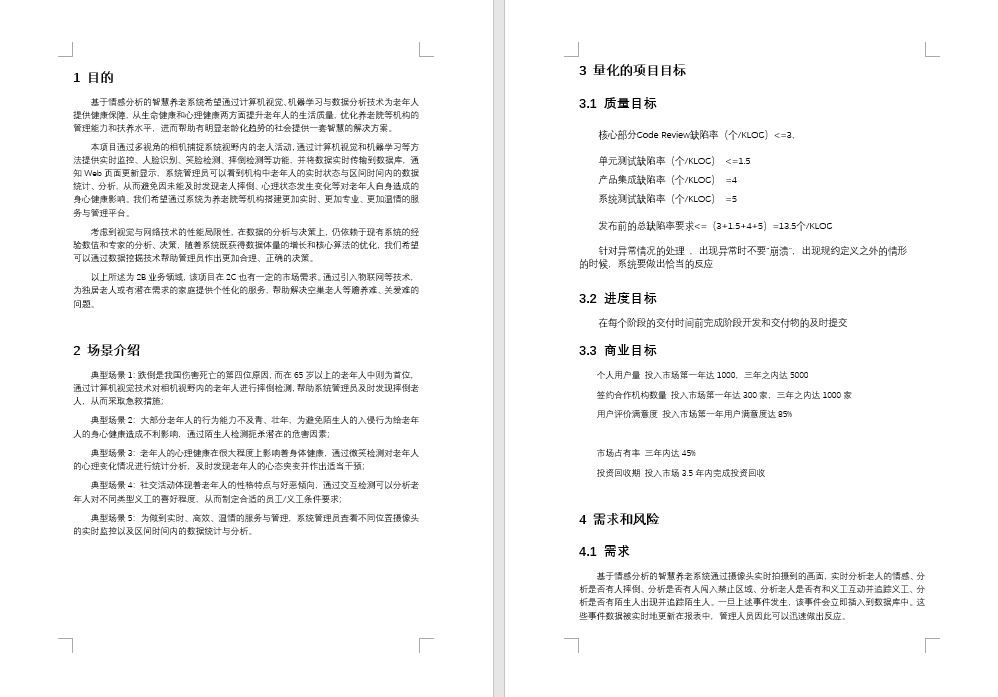 1 目的
基于情感分析的智慧养老系统希望通过计算机视觉、机器学习与数据分析技术为老年人
提供健康保障，从生命健康和心理健康两方面提升老年人的生活质量，优化养老院等机构的
管理能力和扶养水平，进而帮助有明显老龄化趋势的社会提供一套智慧的解决方案。
本项目通过多视角的相机捕捉系统视野内的老人活动，通过计算机视觉和机器学习等方
法提供实时监控、人脸识别、笑脸检测、摔倒检测等功能，并将数据实时传输到数据库，通
知 Web 页面更新显示，系统管理员可以看到机构中老年人的实时状态与区间时间内的数据
统计、分析，从而避免因未能及时发现老人摔倒、心理状态发生变化等对老年人自身造成的
身心健康影响。我们希望通过系统为养老院等机构搭建更加实时、更加专业、更加温情的服
务与管理平台。
考虑到视觉与网络技术的性能局限性，在数据的分析与决策上，仍依赖于现有系统的经
验数值和专家的分析、决策，随着系统既获得数据体量的增长和核心算法的优化，我们希望
可以通过数据挖掘技术帮助管理员作出更加合理、正确的决策。
以上所述为 2B 业务领域，该项目在 2C 也有一定的市场需求。通过引入物联网等技术，
为独居老人或有潜在需求的家庭提供个性化的服务，帮助解决空巢老人等赡养难、关爱难的
问题。
2 场景介绍
典型场景 1：跌倒是我国伤害死亡的第四位原因，而在 65 岁以上的老年人中则为首位，
通过计算机视觉技术对相机视野内的老年人进行摔倒检测，帮助系统管理员及时发现摔倒老
人，从而采取急救措施；
典型场景 2：大部分老年人的行为能力不及青、壮年，为避免陌生人的入侵行为给老年
人的身心健康造成不利影响，通过陌生人检测扼杀潜在的危害因素；
典型场景 3：老年人的心理健康在很大程度上影响着身体健康，通过微笑检测对老年人
的心理变化情况进行统计分析，及时发现老年人的心态突变并作出适当干预；
典型场景 4：社交活动体现着老年人的性格特点与好恶倾向，通过交互检测可以分析老
年人对不同类型义工的喜好程度，从而制定合适的员工/义工条件要求；
典型场景 5：为做到实时、高效、温情的服务与管理，系统管理员查看不同位置摄像头
的实时监控以及区间时间内的数据统计与分析。
3 量化的项目目标
3.1 质量目标
核心部分Code Review缺陷率（个/KLOC）<=3，
单元测试缺陷率（个/KLOC） <=1.5
产品集成缺陷率（个/KLOC） =4
系统测试缺陷率（个/KLOC） =5
发布前的总缺陷率要求<=（3+1.5+4+5）=13.5个/KLOC
针对异常情况的处理 ，出现异常时不要“崩溃”，出现规约定义之外的情形
的时候，系统要做出恰当的反应
3.2 进度目标
在每个阶段的交付时间前完成阶段开发和交付物的及时提交
3.3 商业目标
个人用户量 投入市场第一年达 1000，三年之内达 5000
签约合作机构数量 投入市场第一年达 300 家，三年之内达 1000 家
用户评价满意度 投入市场第一年用户满意度达 85%
市场占有率 三年内达 45%
投资回收期 投入市场 3.5 年内完成投资回收
4 需求和风险
4.1 需求
基于情感分析的智慧养老系统通过摄像头实时拍摄到的画面，实时分析老人的情感、分
析是否有人摔倒、分析是否有人闯入禁止区域、分析老人是否有和义工互动并追踪义工、分
析是否有陌生人出现并追踪陌生人。一旦上述事件发生，该事件会立即插入到数据库中。这
些事件数据被实时地更新在报表中，管理人员因此可以迅速做出反应。